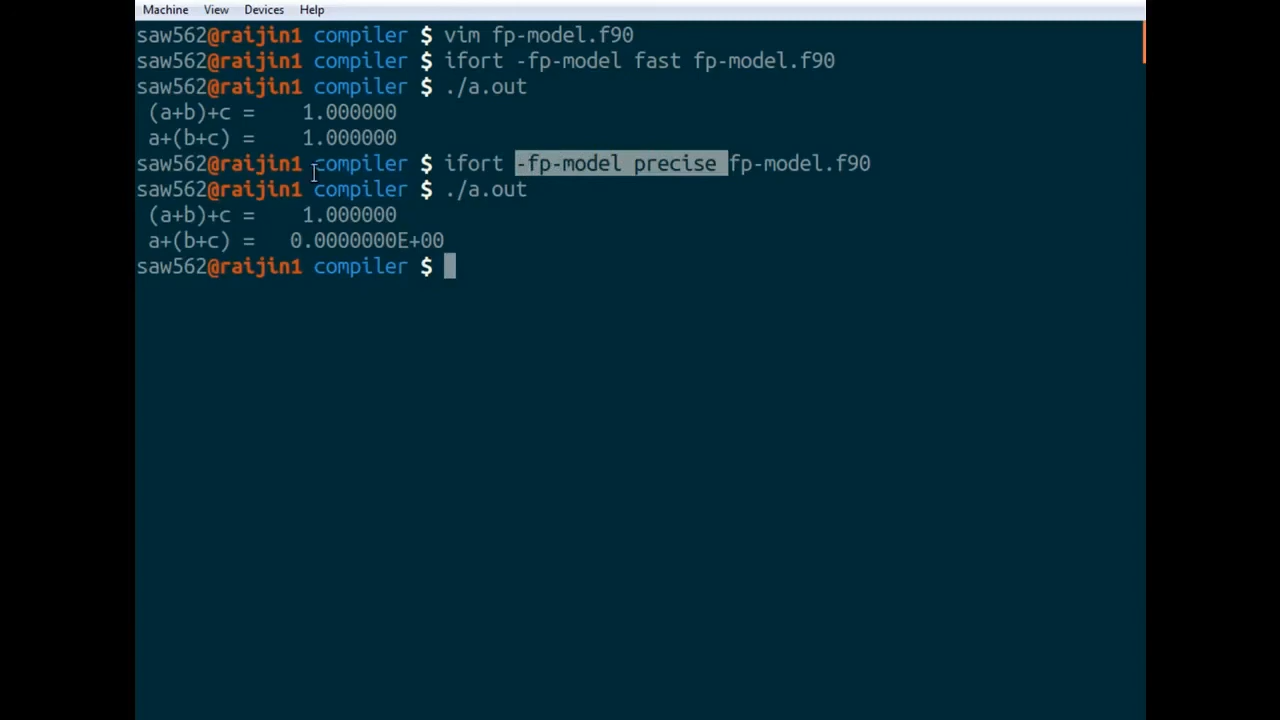 Machine View Devices Help
saw562@raijin1 compiler $ vim fp-model.f90
saw562@raijin1 compiler $ ifort -fp-model fast fp-model.f90
saw562@raijin1 compiler $ ./a.out
(a+b)+c = 1.000000
a+(b+c) = 1.000000
saw562@raijin1 compiler $ ifort -fp-model precise fp-model.f90
saw562@raijin1 compiler $ ./a.out
(a+b)+c = 1.000000
a+(b+c) = 0.0000000E+00
saw562@raijin1 compiler $